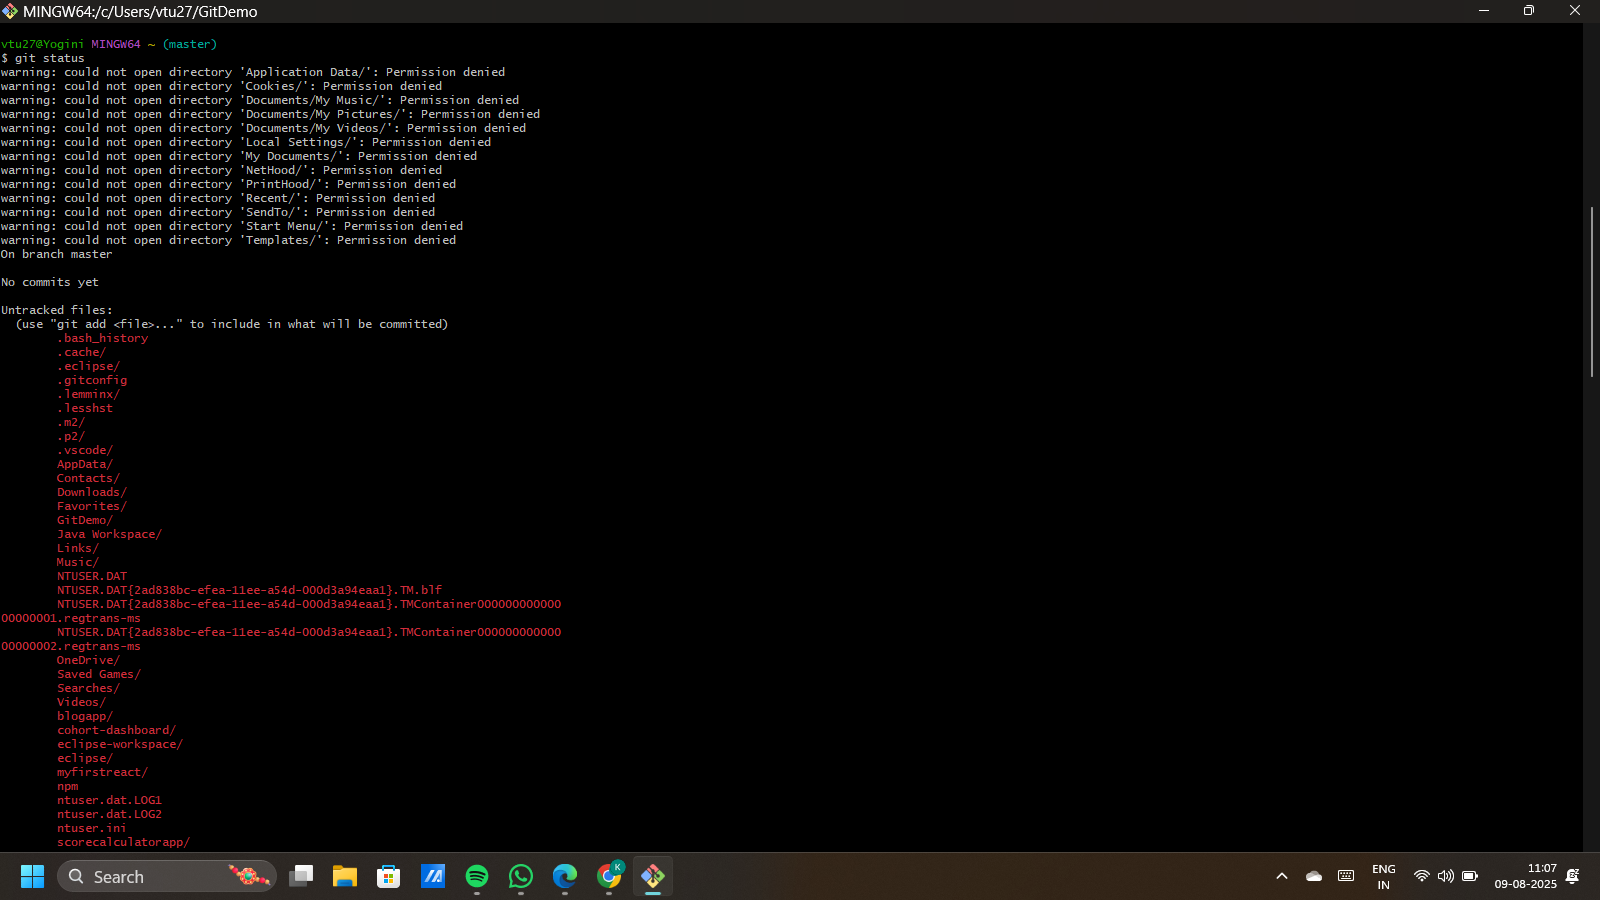 MINGW64:/c/Users/vtu27/GitDemo
vtu27@Yogini MINGW64 ~ (master)
$ git status
warning: could not open directory 'Application Data/': Permission denied
warning: could not open directory 'Cookies/': Permission denied
warning: could not open directory 'Documents/My Music/': Permission denied
warning: could not open directory 'Documents/My Pictures/': Permission denied
warning: could not open directory 'Documents/My Videos/': Permission denied
warning: could not open directory 'Local Settings/': Permission denied
warning: could not open directory 'My Documents/': Permission denied
warning: could not open directory 'NetHood/': Permission denied
warning: could not open directory 'PrintHood/': Permission denied
warning: could not open directory 'Recent/': Permission denied
warning: could not open directory 'SendTo/': Permission denied
warning: could not open directory 'Start Menu/': Permission denied
warning: could not open directory 'Templates/': Permission denied
On branch master
No commits yet
Untracked files:
(use "git add <file>..." to include in what will be committed)
.bash_history
.cache/
.eclipse/
.gitconfig
.lemminx/
.lesshst
.m2/
.p2/
.vscode/
AppData/
Contacts/
Downloads/
Favorites/
GitDemo/
Java Workspace/
Links/
Music/
NTUSER.DAT
NTUSER.DAT{2ad838bc-efea-11ee-a54d-000d3a94eaa1}.TM.blf
NTUSER.DAT{2ad838bc-efea-11ee-a54d-000d3a94eaa1}.TMContainer000000000000
00000001.regtrans-ms
NTUSER.DAT{2ad838bc-efea-11ee-a54d-000d3a94eaa1}.TMContainer000000000000
00000002.regtrans-ms
OneDrive/
Saved Games/
Searches/
Videos/
blogapp/
cohort-dashboard/
eclipse-workspace/
eclipse/
myfirstreact/
npm
ntuser.dat.LOG1
ntuser.dat.LOG2
ntuser.ini
scorecalculatorapp/
Search
K
ENG
IN
11:07
09-08-2025